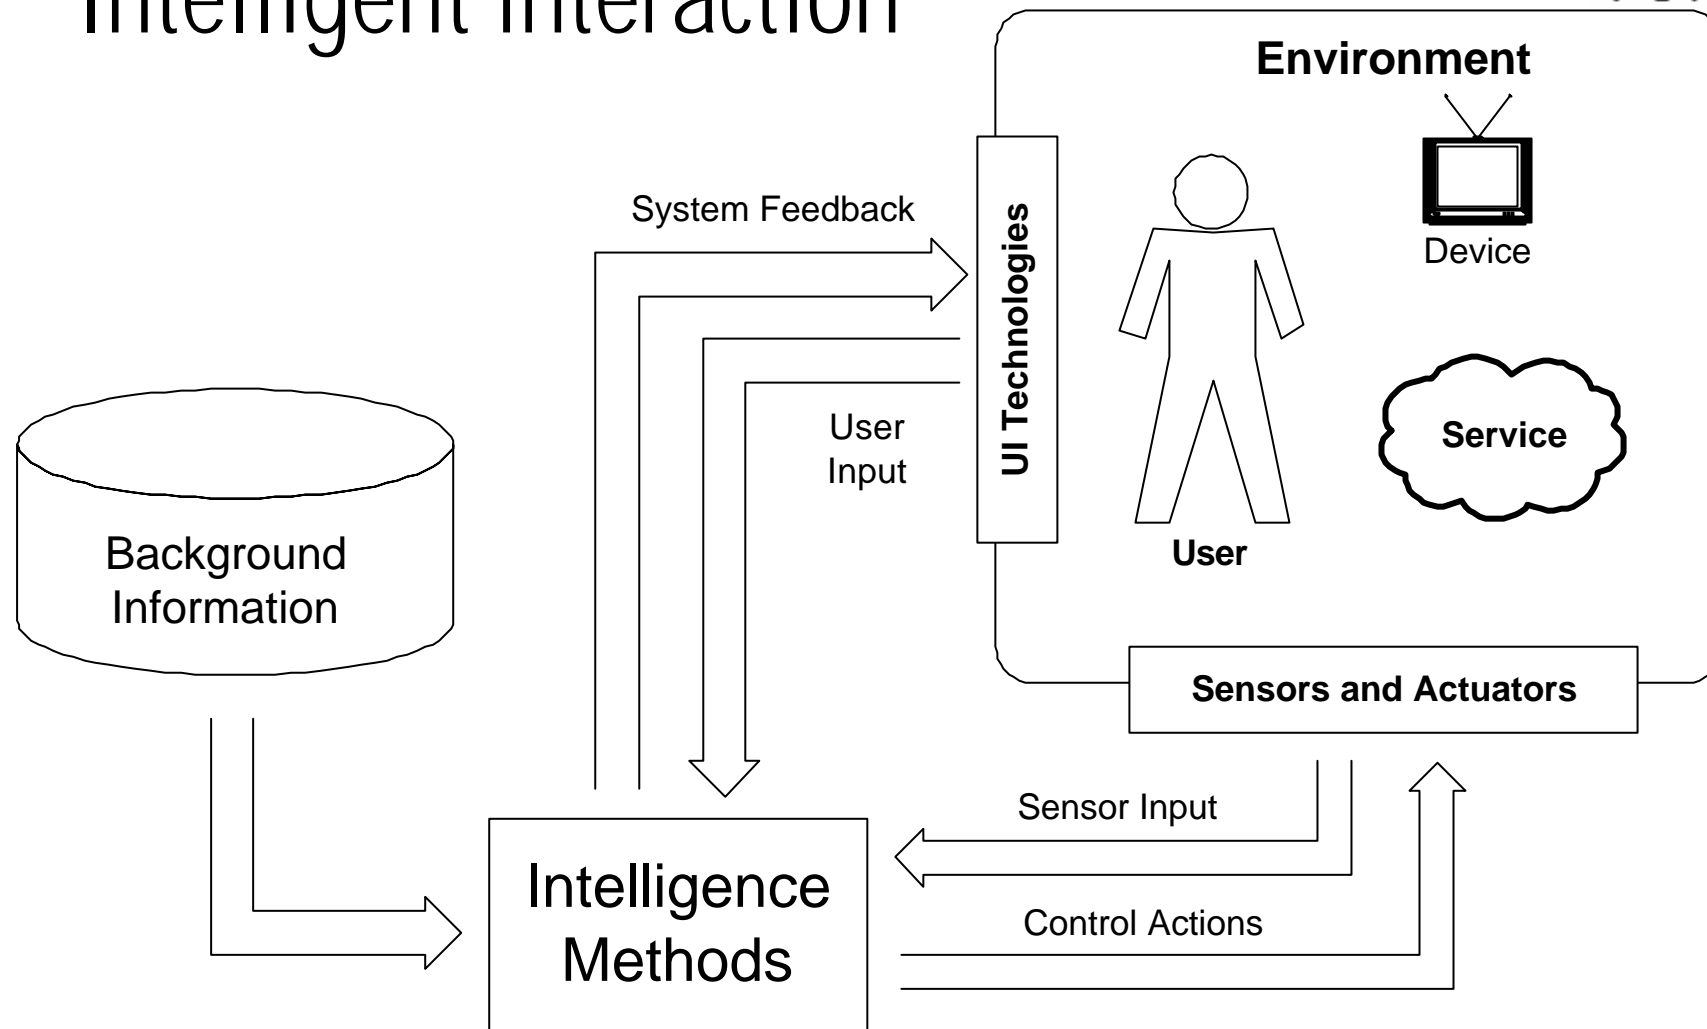 Intelligent Interaction
Environment
System Feedback
Device
UI Technologies
User
Input
Service
Background
Information
User
Sensors and Actuators
Sensor Input
Intelligence
Methods
Control Actions